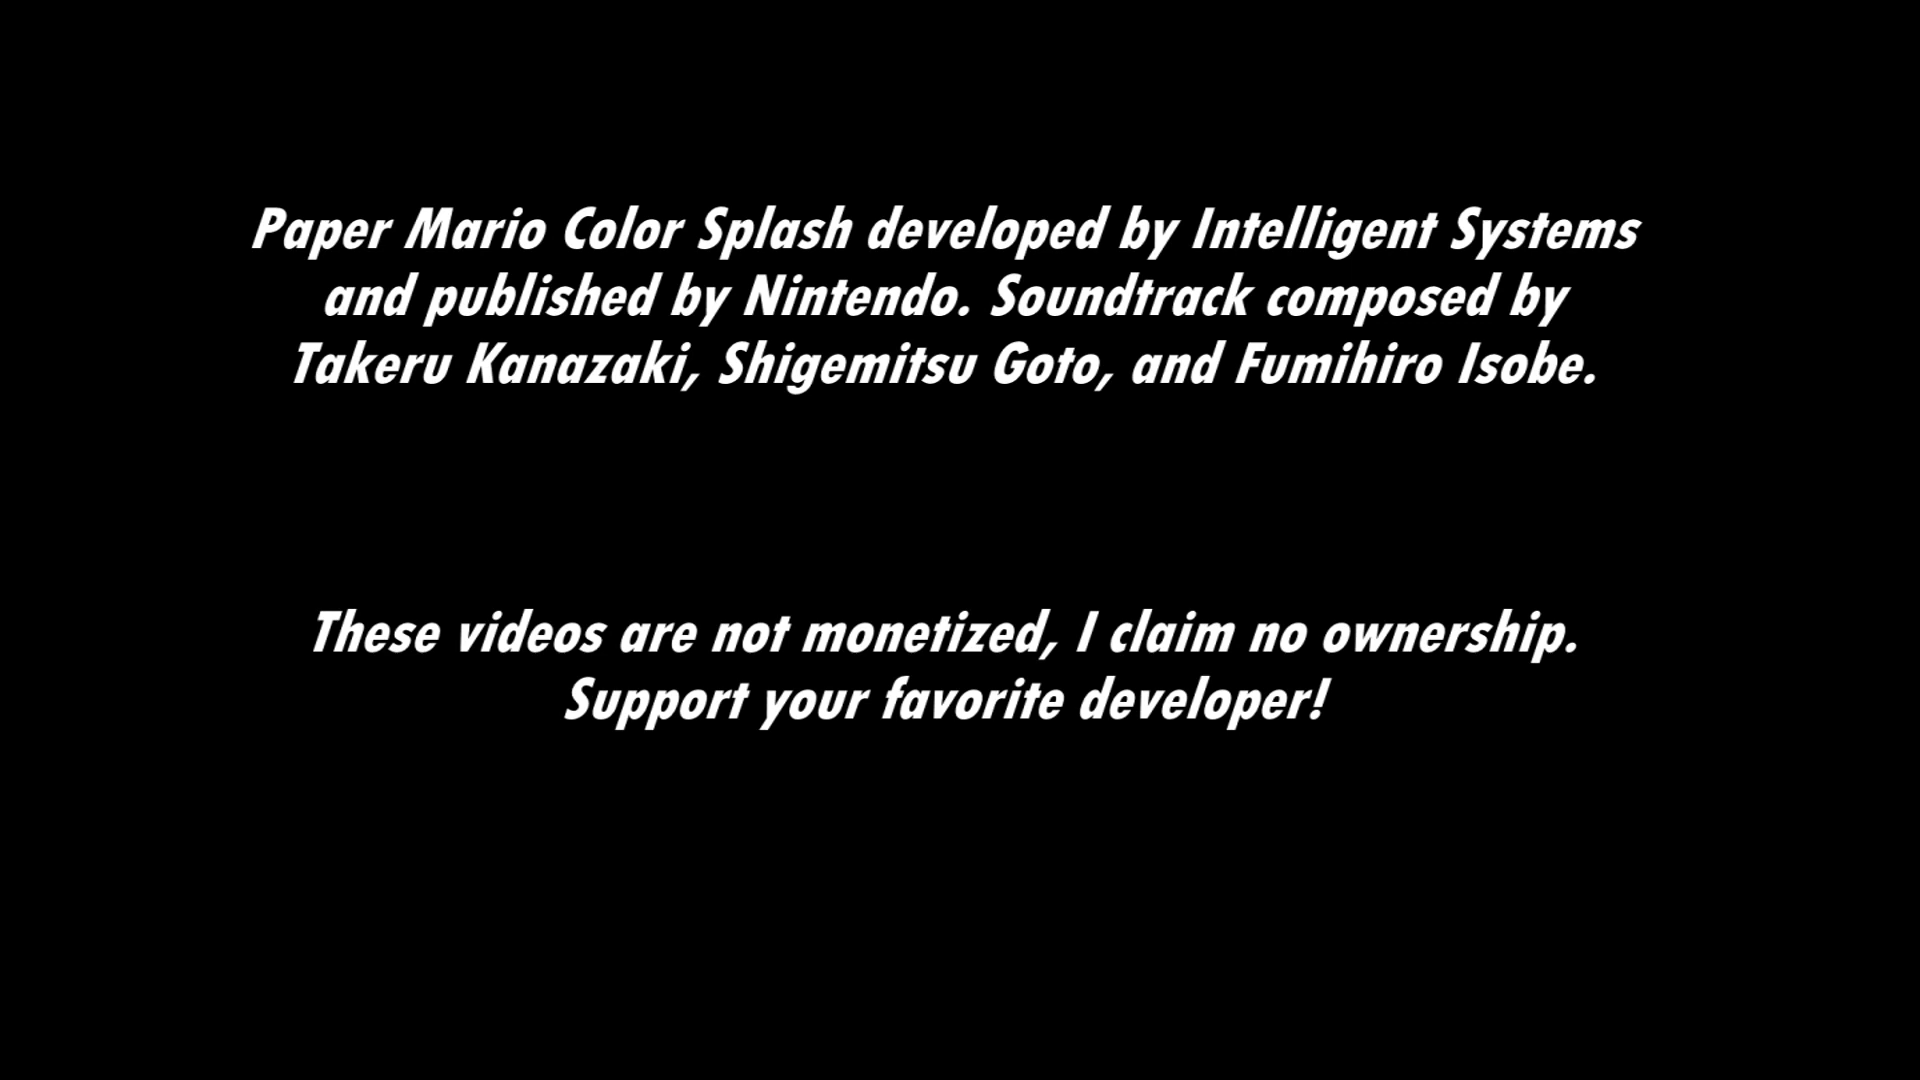 Paper Mario Color Splash developed by Intelligent Systems
and published by Nintendo. Soundtrack composed by
Takeru Kanazaki, Shigemitsu Goto, and Fumihiro Isobe.
These videos are not monetized, I claim no ownership.
Support your favorite developer!